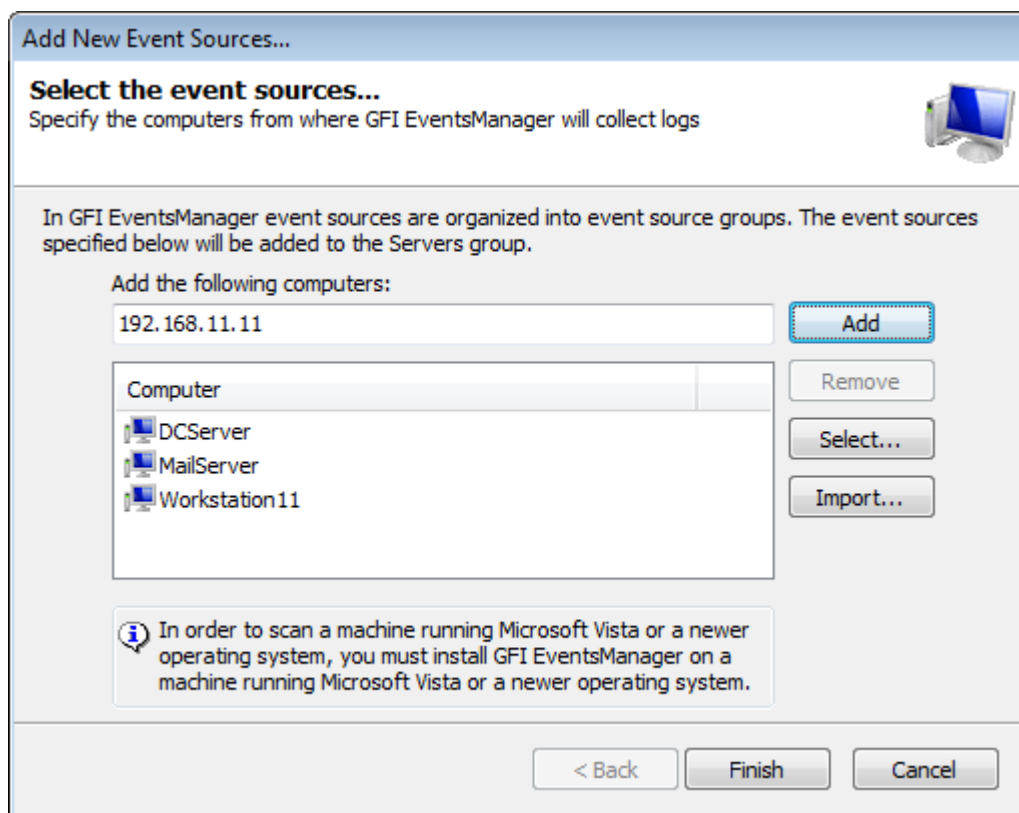 Add New Event Sources...
Select the event sources...
Specify the computers from where GFI EventsManager will collect logs
In GFI EventsManager event sources are organized into event source groups. The event sources
specified below will be added to the Servers group.
Add the following computers:
192.168.11.11
Add
Computer
Remove
DCServer
Select...
MailServer
Workstation11
Import...
In order to scan a machine running Microsoft Vista or a newer
operating system, you must install GFI EventsManager on a
machine running Microsoft Vista or a newer operating system.
< Back
Finish
Cancel